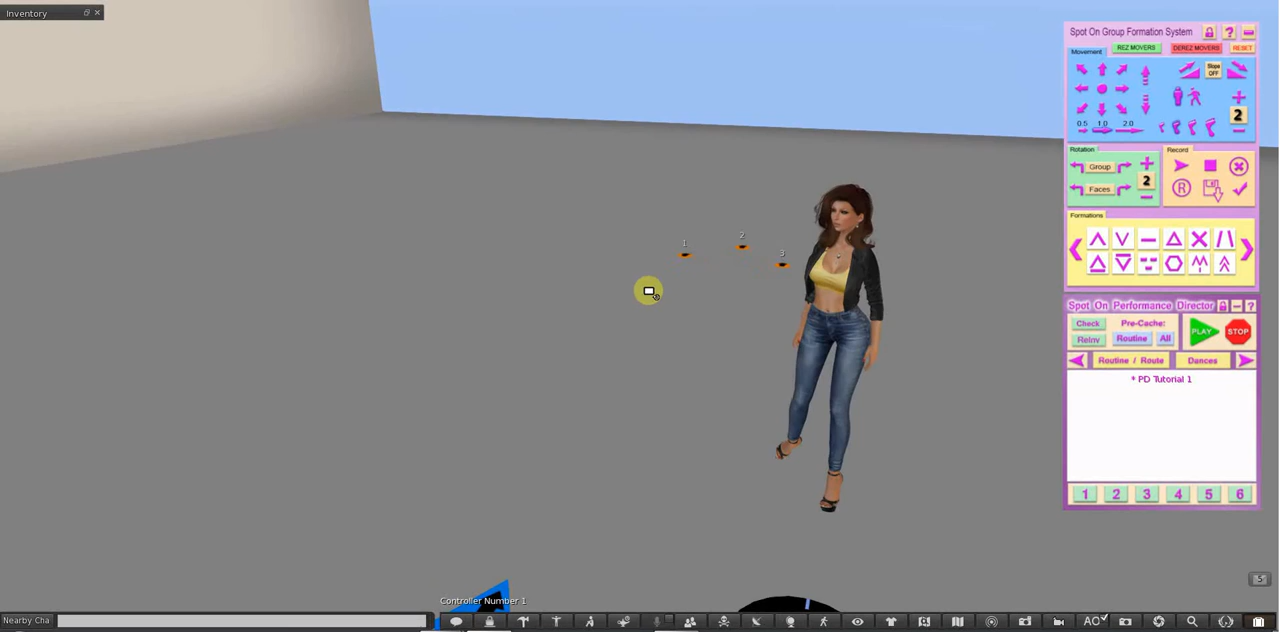 Inventory
Spot On Group Formation System ?
Movement REZ MOVERS DEREZ MOVERS RESET
Slope
OFF
2
0.5 1.0 2.0
Rotation Record
Group
2
Faces R
Formations
1 2 3
Spot On Performance Director ?
Check Pre-Cache:
Reinv Routine All PLAY STOP
Routine / Route Dances
* PD Tutorial 1
1 2 3 4 5 6
5
Controller Number 1
Nearby Cha
AO